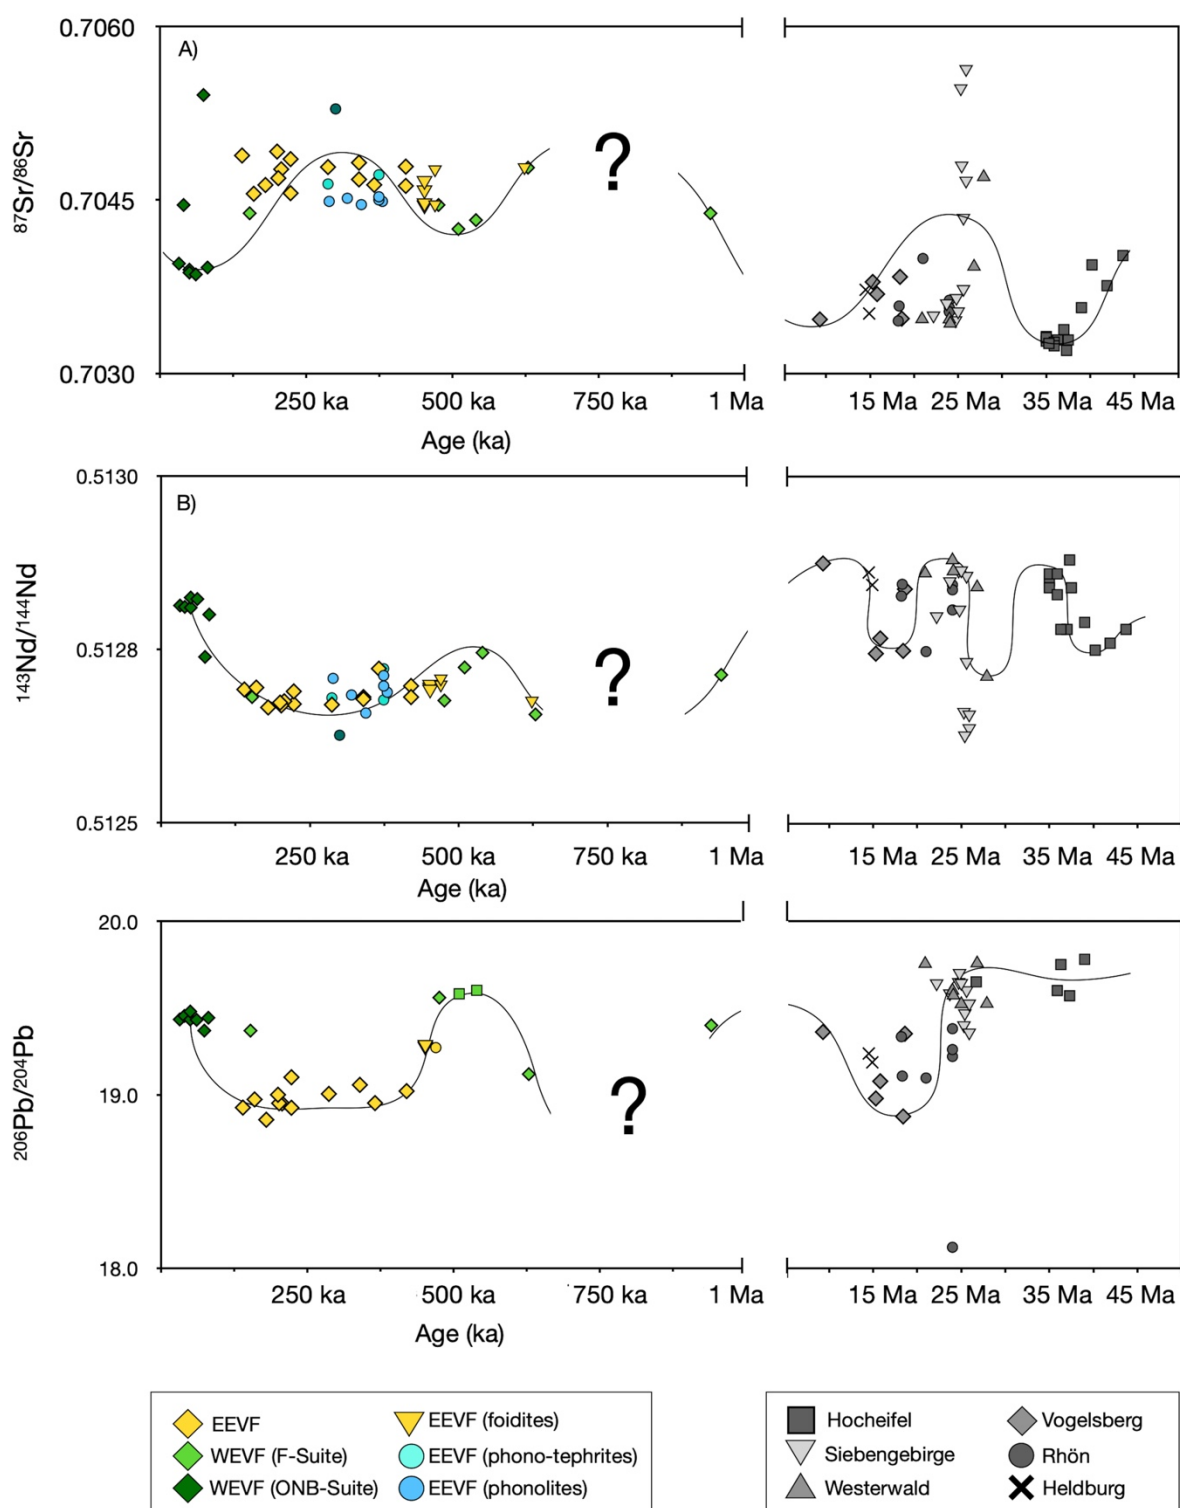 0.7060
A)
87Sr/86Sr
0.7045
?
0.7030
250 ka 500 ka 750 ka 1 Ma 15 Ma 25 Ma 35 Ma 45 Ma
Age (ka)
0.5130
B)
143Nd/144Nd
0.5128
?
0.5125
250 ka 500 ka 750 ka 1 Ma 15 Ma 25 Ma 35 Ma 45 Ma
Age (ka)
20.0
206Pb/204Pb
19.0
?
18.0
250 ka 500 ka 750 ka 1 Ma 15 Ma 25 Ma 35 Ma 45 Ma
Age (ka)
EEVF EEVF (foidites) Hocheifel Vogelsberg
WEVF (F-Suite) EEVF (phono-tephrites) Siebengebirge Rhön
WEVF (ONB-Suite) EEVF (phonolites) Westerwald Heldburg